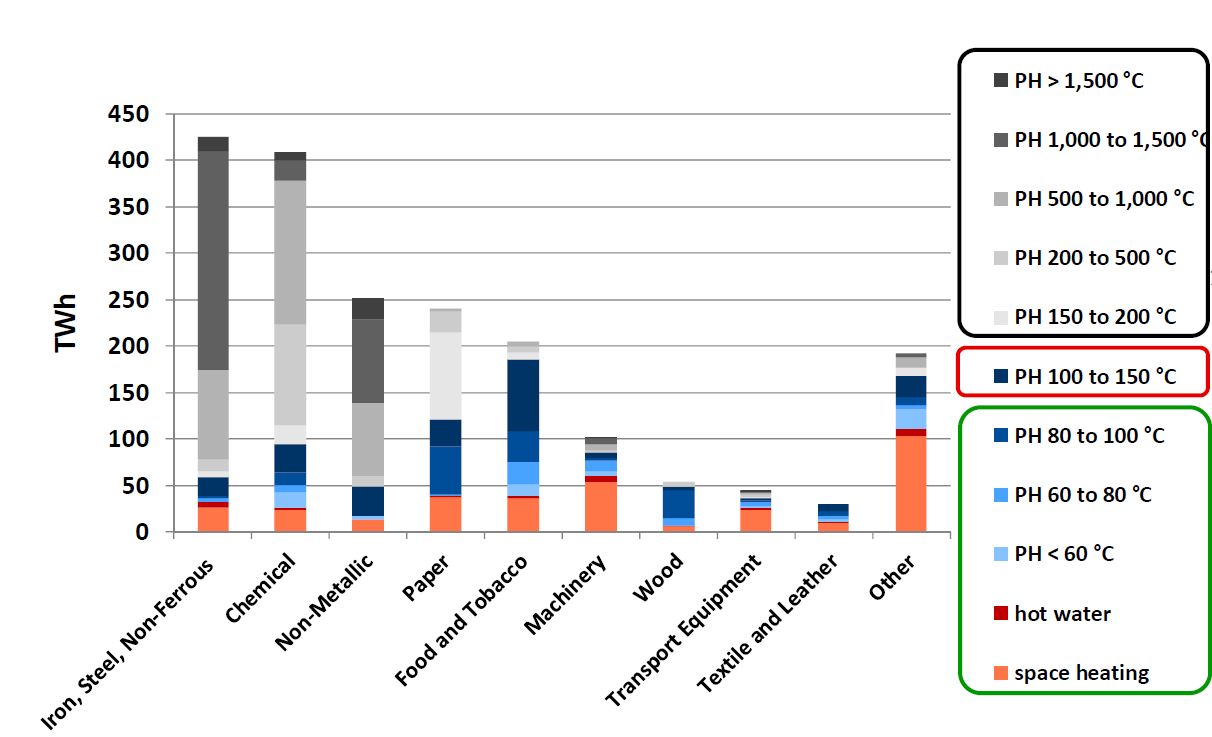 450
400
350
300
250
200
150
100
50
0
TWh
Iron, Steel, Non-Ferrous
Chemical
Non-Metallic
Paper
Food and Tobacco
Machinery
Wood
Transport Equipment
Textile and Leather
Other
PH > 1,500 °C
PH 1,000 to 1,500 °C
PH 500 to 1,000 °C
PH 200 to 500 °C
PH 150 to 200 °C
PH 100 to 150 °C
PH 80 to 100 °C
PH 60 to 80 °C
PH < 60 °C
hot water
space heating